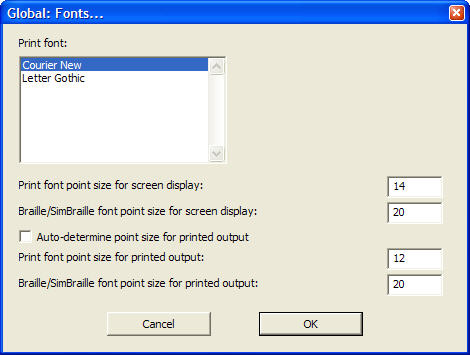 Global: Fonts...
Print font:
Courier New
Letter Gothic
Print font point size for screen display: 14
Braille/SimBraille font point size for screen display: 20
Auto-determine point size for printed output
Print font point size for printed output: 12
Braille/SimBraille font point size for printed output: 20
Cancel OK